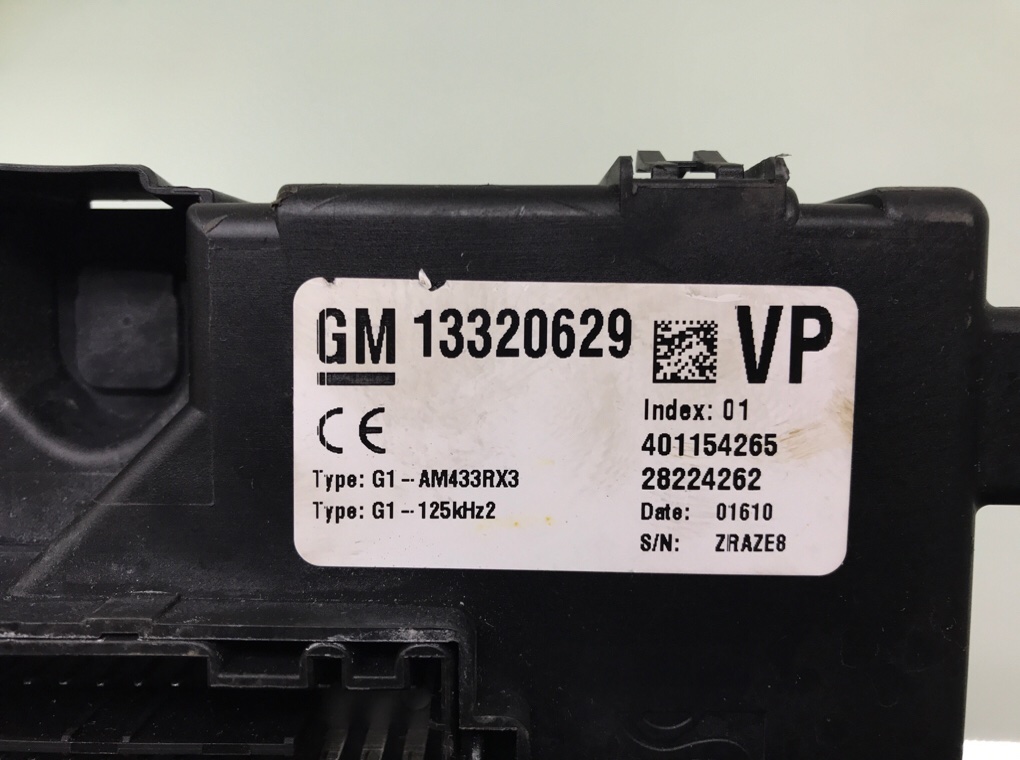 GM 13320629 VP
CE
Index: 01
401154265
28224262
Type: G1-AM433RX3
Type: G1-125kHz2
Date: 01610
S/N: ZRAZE8